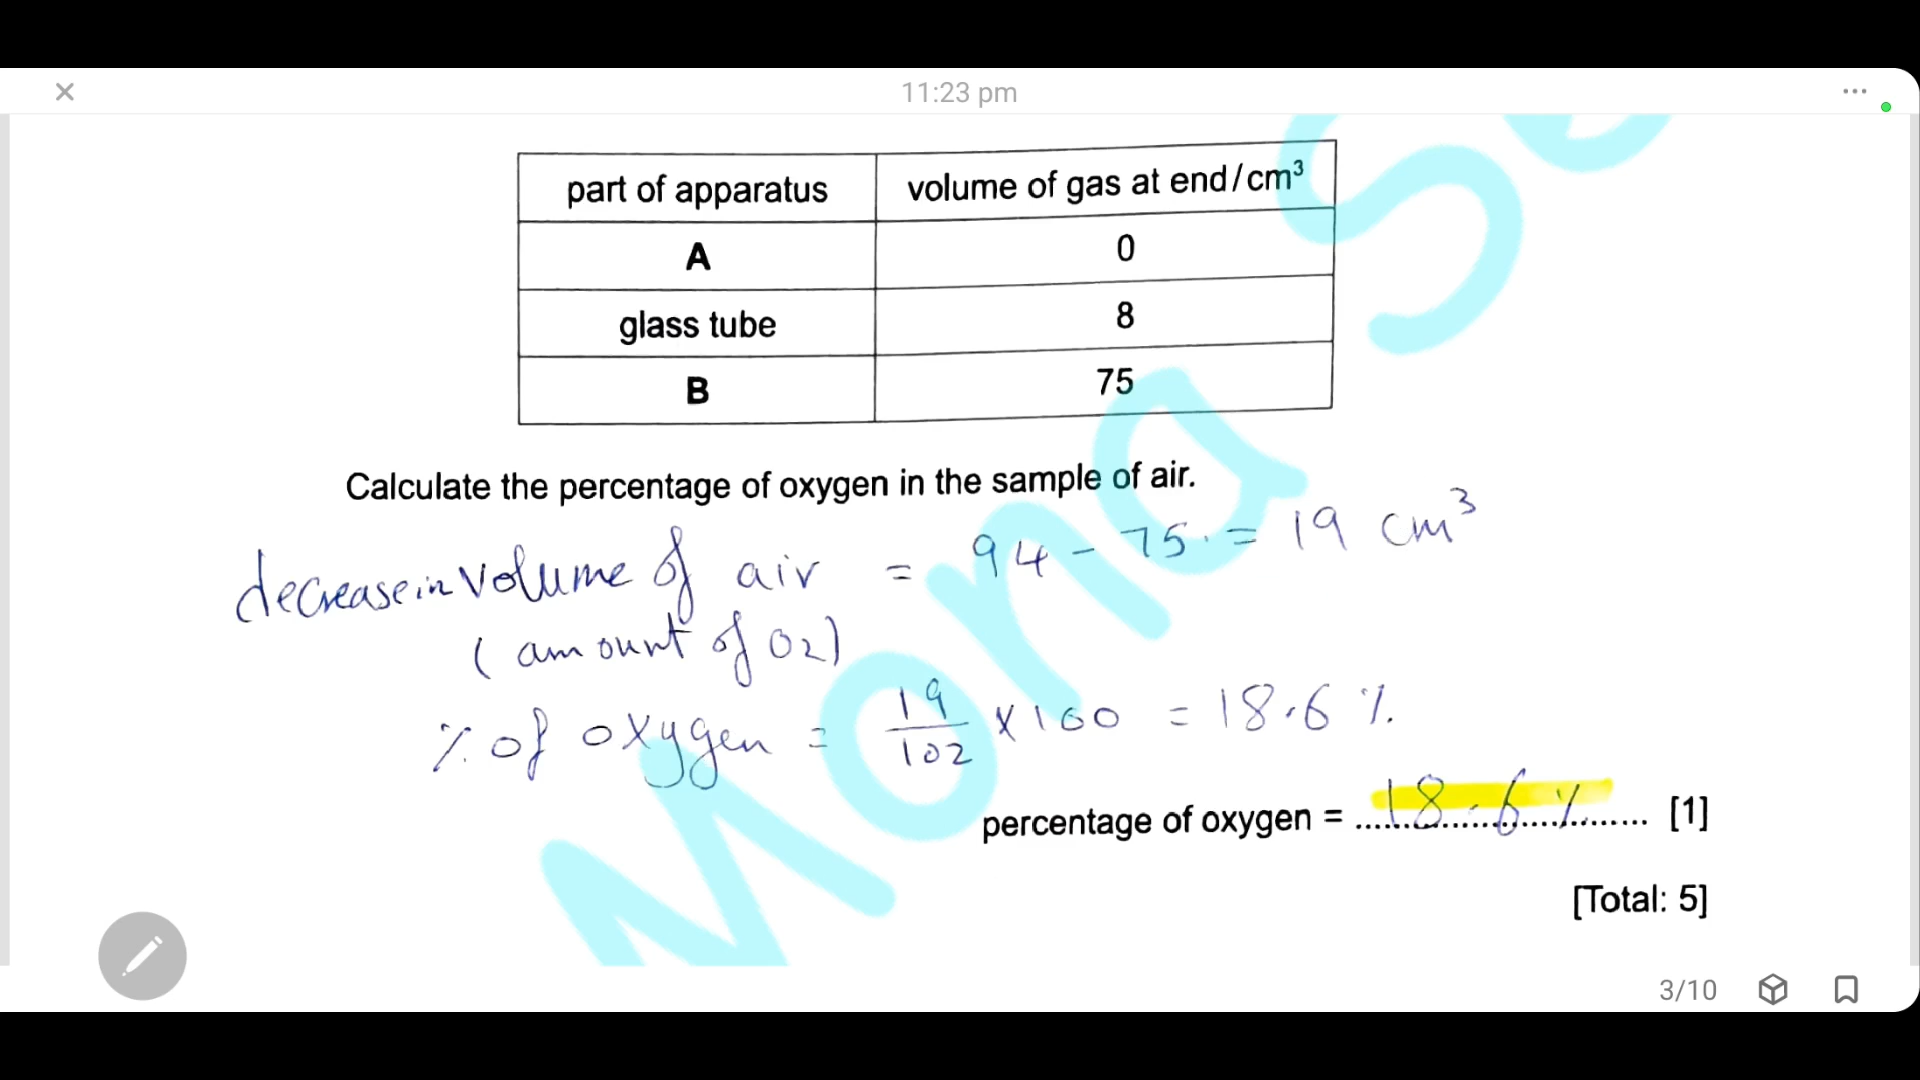 11:23 pm
part of apparatus volume of gas at end/cm³
A 0
glass tube 8
B 75
Calculate the percentage of oxygen in the sample of air.
decrease in volume of air = 94 - 75 = 19 cm³
(amount of O2)
% of oxygen = 19/102 x 100 = 18.6 %
percentage of oxygen = 18.6 % [1]
[Total: 5]
Mona Se
3/10